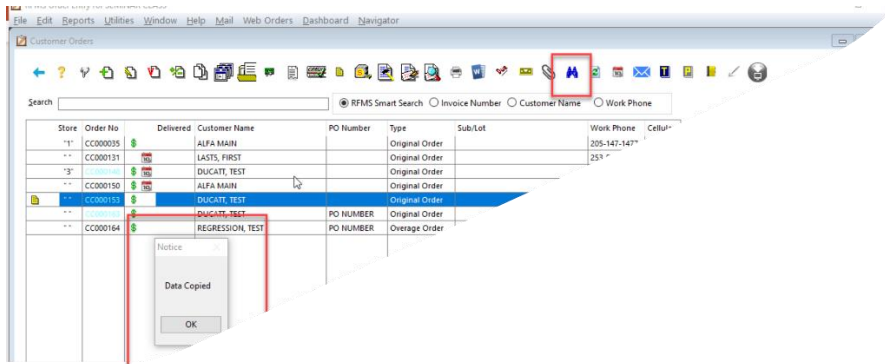 RFMS Order Entry for SEMINAR CLASS
File Edit Reports Utilities Window Help Mail Web Orders Dashboard Navigator
Customer Orders
Search RFMS Smart Search Invoice Number Customer Name Work Phone
Store Order No Delivered Customer Name PO Number Type Sub/Lot Work Phone
"1" CC000035 $ ALFA MAIN Original Order 205-147-147
" " CC000131 LASTS, FIRST Original Order
"3" $ DUCATT, TEST Original Order
" " CC000150 $ ALFA MAIN Original Order
" " CC000153 $ DUCATT, TEST Original Order
" " $ DUCATT, TEST PO NUMBER Original Order
" " CC000164 $ REGRESSION, TEST PO NUMBER Overage Order
Notice
Data Copied
OK